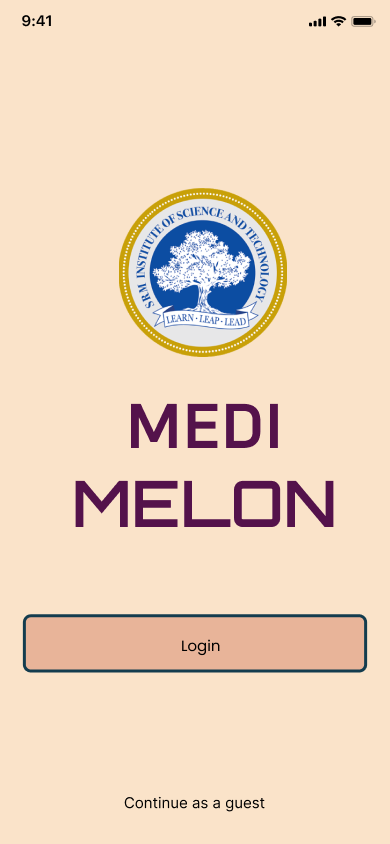 9:41
SRM INSTITUTE OF SCIENCE AND TECHNOLOGY
LEARN · LEAP · LEAD
MEDI
MELON
Login
Continue as a guest